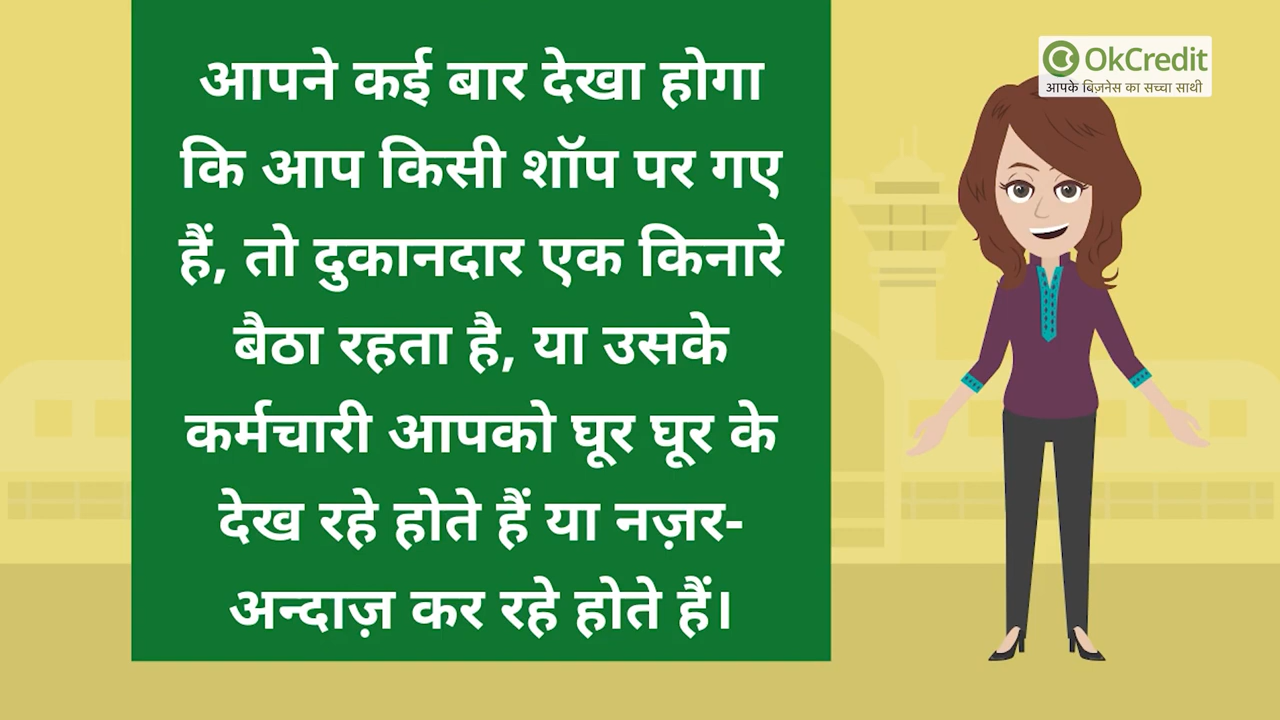 आपने कई बार देखा होगा
कि आप किसी शॉप पर गए
हैं, तो दुकानदार एक किनारे
बैठा रहता है, या उसके
कर्मचारी आपको घूर घूर के
देख रहे होते हैं या नज़र-
अन्दाज़ कर रहे होते हैं।
OkCredit
आपके बिज़नेस का सच्चा साथी